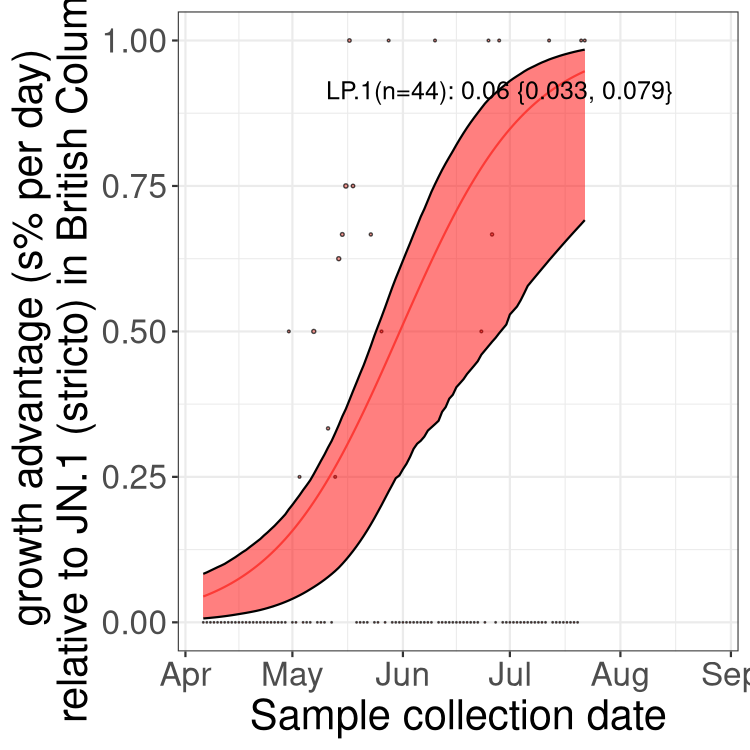 growth advantage (s% per day)
relative to JN.1 (stricto) in British Colum
1.00
0.75
0.50
0.25
0.00
LP.1(n=44): 0.06 {0.033, 0.079}
Apr May Jun Jul Aug Sep
Sample collection date